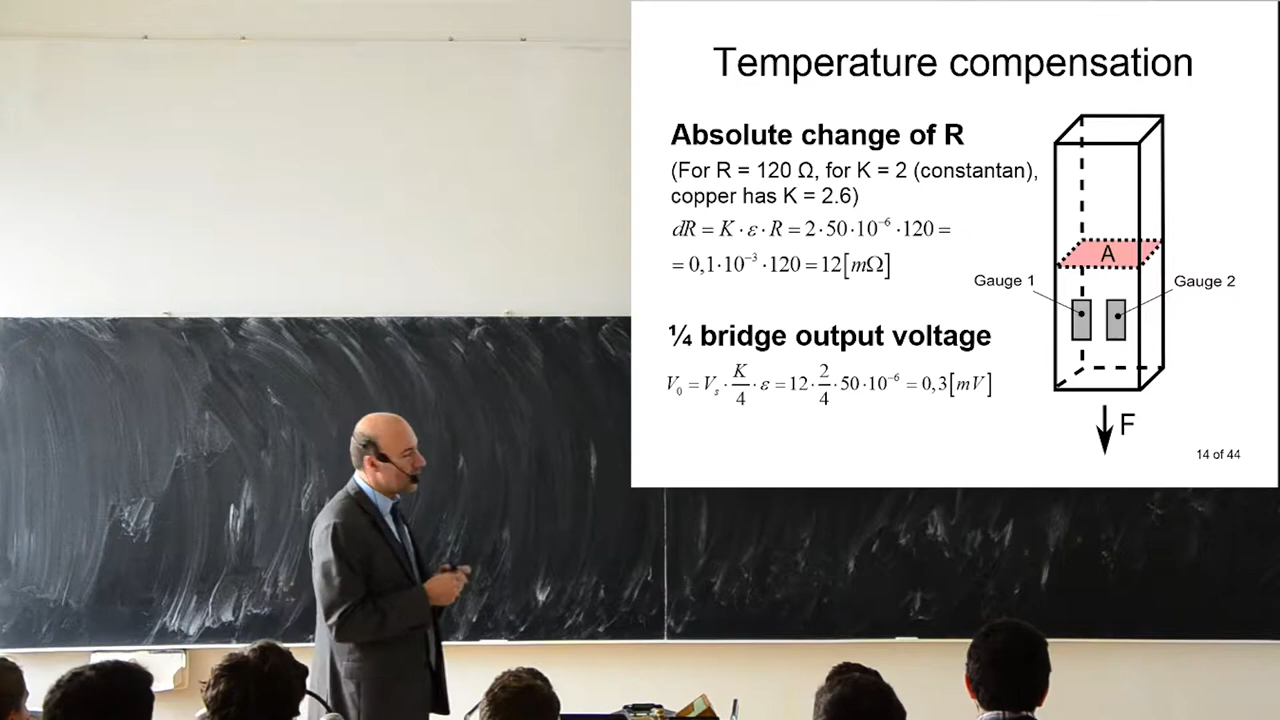 Temperature compensation
Absolute change of R
(For R = 120 Ω, for K = 2 (constantan),
copper has K = 2.6)
dR = K · ε · R = 2 · 50 · 10⁻⁶ · 120 =
= 0,1 · 10⁻³ · 120 = 12[mΩ]
¼ bridge output voltage
V₀ = Vₛ · K/4 · ε = 12 · 2/4 · 50 · 10⁻⁶ = 0,3[mV]
A
Gauge 1
Gauge 2
F
14 of 44